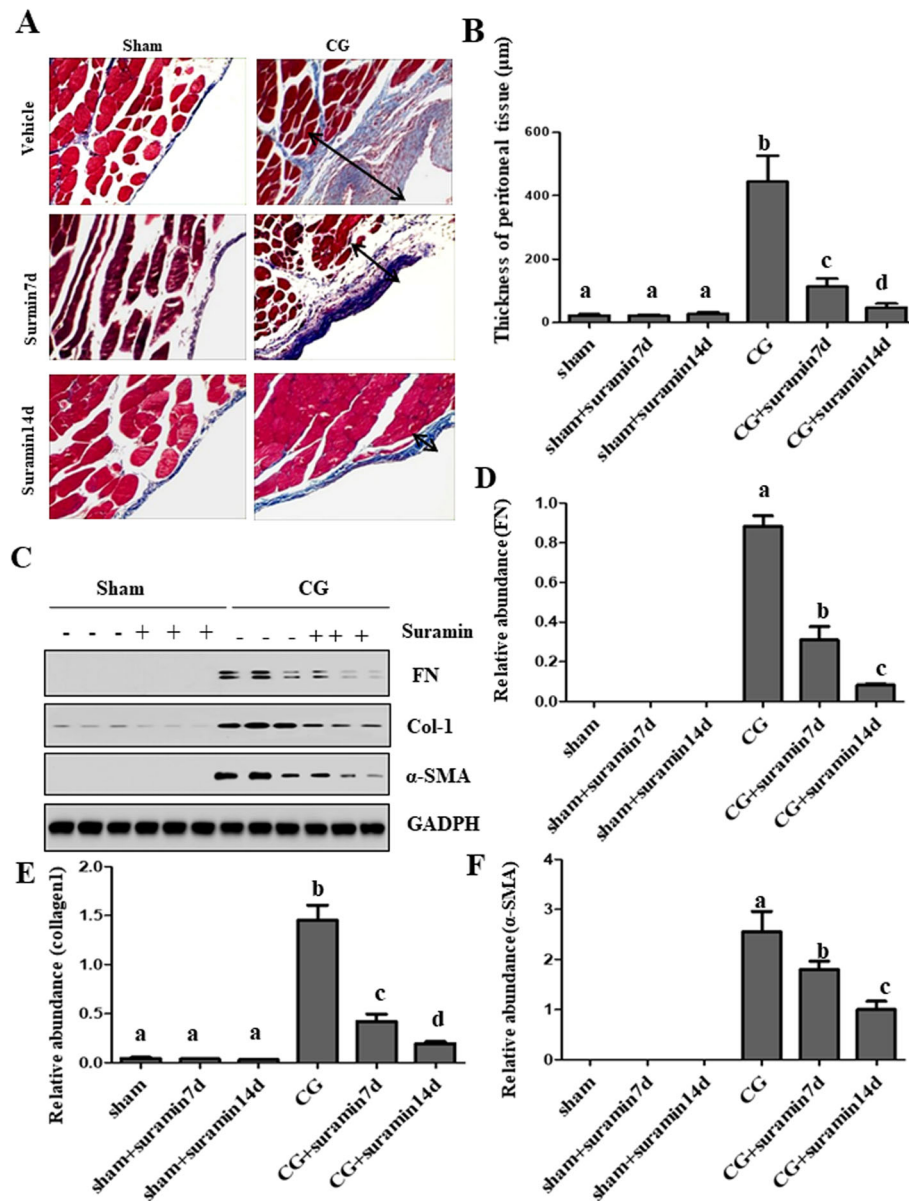 A
Sham CG
Vehicle
Surmin7d
Suramin14d
B
Thickness of peritoneal tissue (μm)
600
400
200
0
a a a b c d
sham
sham+suramin7d
sham+suramin14d
CG
CG+suramin7d
CG+suramin14d
C
Sham CG
- - - + + + - - - + + + Suramin
FN
Col-1
α-SMA
GADPH
D
Relative abundance(FN)
1.0
0.8
0.6
0.4
0.2
0.0
a b c
sham
sham+suramin7d
sham+suramin14d
CG
CG+suramin7d
CG+suramin14d
E
Relative abundance (collagen1)
2.0
1.5
1.0
0.5
0.0
a a a b c d
sham
sham+suramin7d
sham+suramin14d
CG
CG+suramin7d
CG+suramin14d
F
Relative abundance(α-SMA)
4
3
2
1
0
a b c
sham
sham+suramin7d
sham+suramin14d
CG
CG+suramin7d
CG+suramin14d